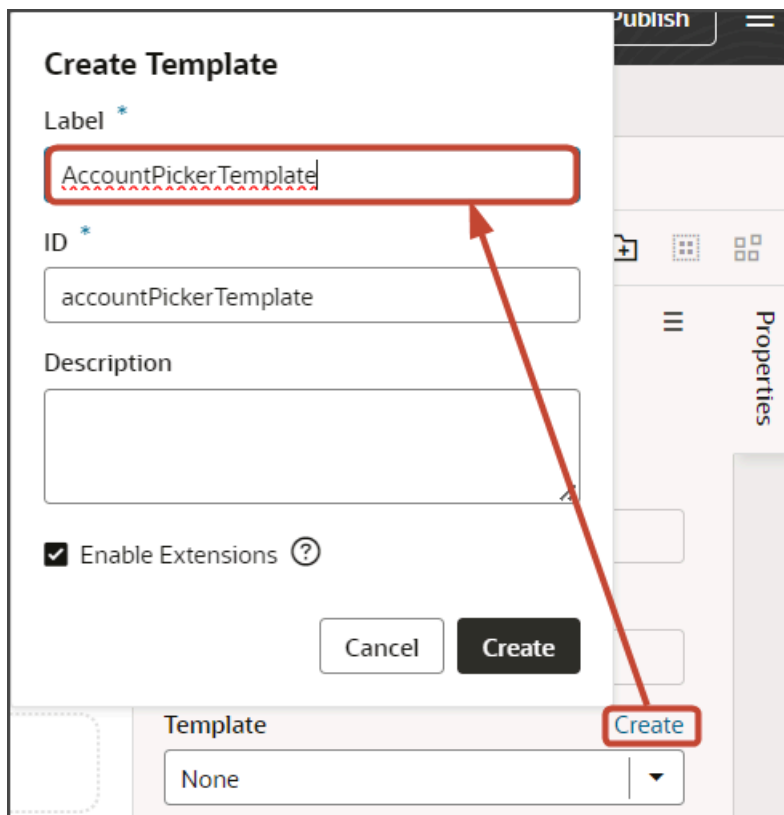 Publish
Create Template
Label *
AccountPickerTemplate
ID *
accountPickerTemplate
Description
Enable Extensions ?
Cancel
Create
Properties
Template
Create
None